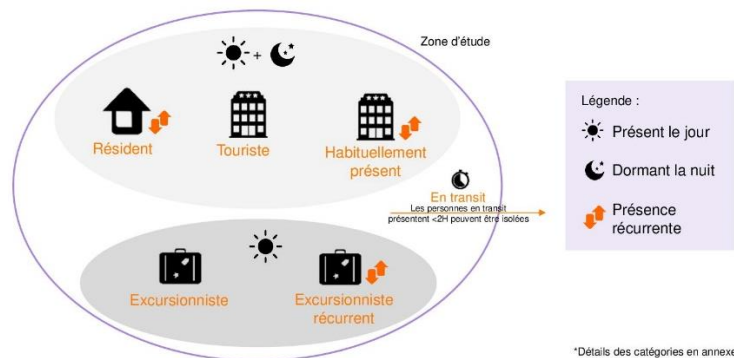 Zone d'étude
+
Résident
Touriste
Habituellement
présent
En transit
Les personnes en transit
présentent <2H peuvent être isolées
Excursionniste
Excursionniste
récurrent
Légende :
Présent le jour
Dormant la nuit
Présence
récurrente
*Détails des catégories en annexe